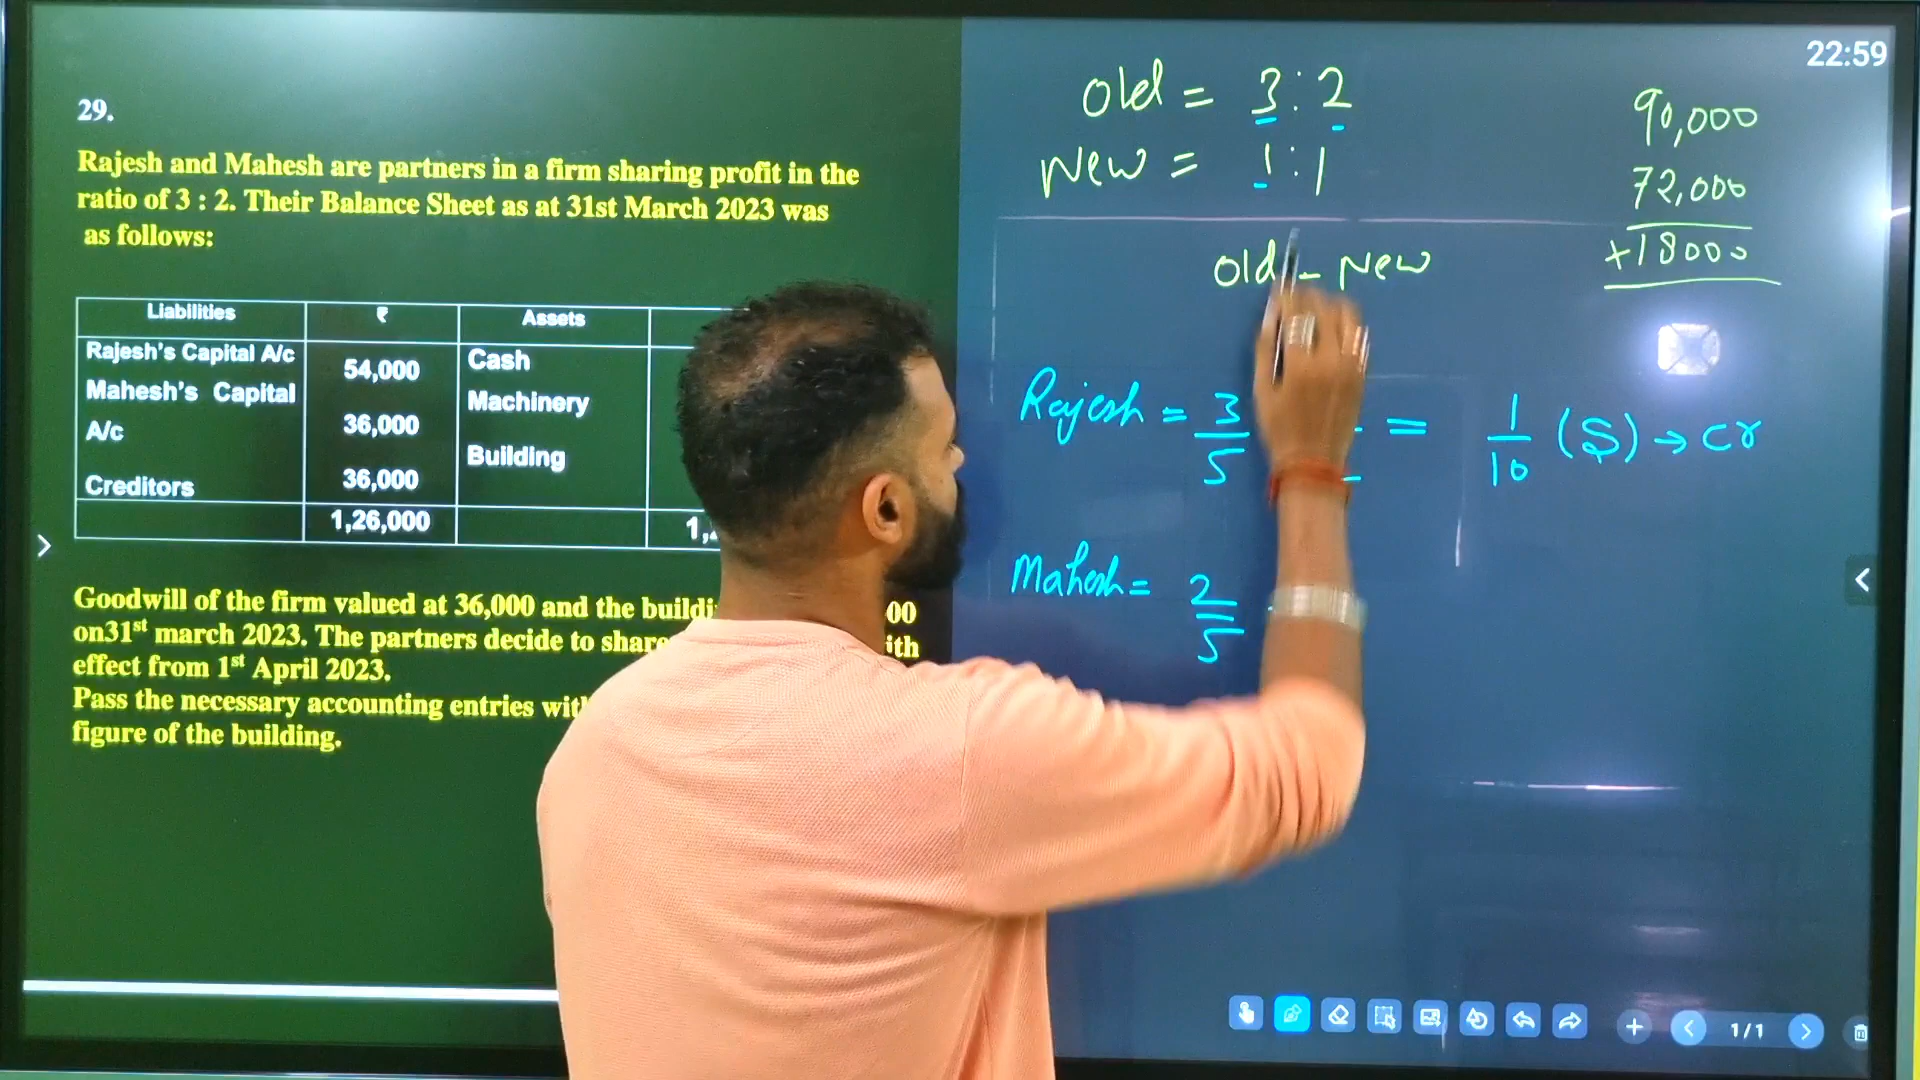 29.
Rajesh and Mahesh are partners in a firm sharing profit in the
ratio of 3 : 2. Their Balance Sheet as at 31st March 2023 was
as follows:
Liabilities ₹ Assets
Rajesh's Capital A/c 54,000 Cash
Mahesh's Capital Machinery
A/c 36,000 Building
Creditors 36,000
1,26,000
Goodwill of the firm valued at 36,000 and the 00
on31st march 2023. The partners decide to share ith
effect from 1st April 2023.
Pass the necessary accounting entries
figure of the building.
22:59
Old = 3 : 2
New = 1 : 1
90,000
72,000
+18000
Old - New
Rajesh = 3/5 = 1/10 (S) → Cr
Mahesh = 2/5
1/1